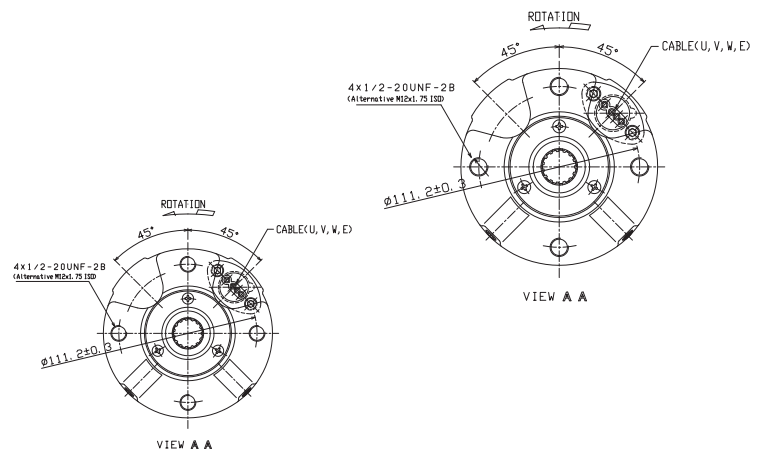 ROTATION
45°
45°
CABLE(U, V, W, E)
4X1/2-20UNF-2B
(Alternative M12x1.75 ISO)
ø111. 2±0. 3
VIEW A A
ROTATION
45°
45°
CABLE(U, V, W, E)
4X1/2-20UNF-2B
(Alternative M12x1.75 ISO)
ø111. 2±0. 3
VIEW A A